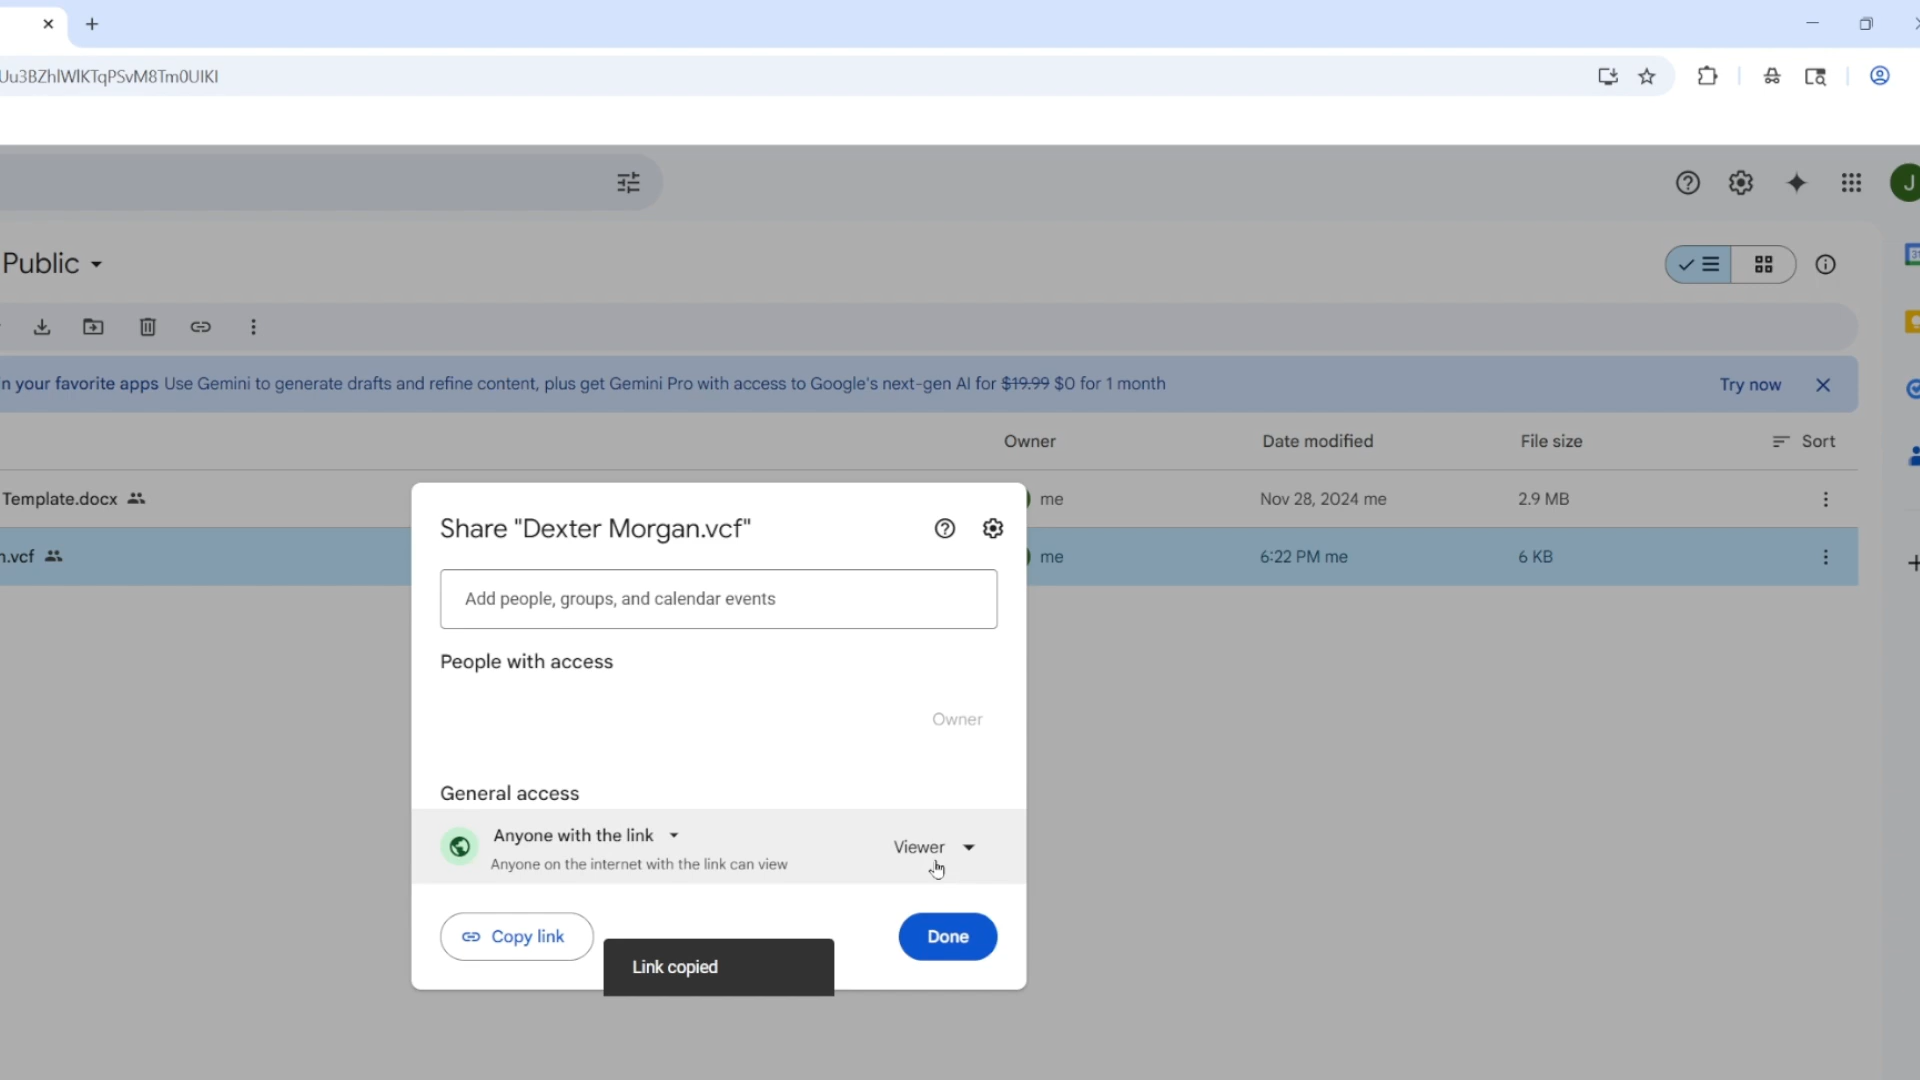 Uu3BZhlWlKTqPSvM8Tm0UIKI
J
Public
n your favorite apps Use Gemini to generate drafts and refine content, plus get Gemini Pro with access to Google's next-gen AI for $19.99 $0 for 1 month Try now
Owner Date modified File size Sort
Template.docx me Nov 28, 2024 me 2.9 MB
n.vcf me 6:22 PM me 6 KB
Share "Dexter Morgan.vcf"
Add people, groups, and calendar events
People with access
Owner
General access
Anyone with the link
Anyone on the internet with the link can view
Viewer
Copy link
Done
Link copied